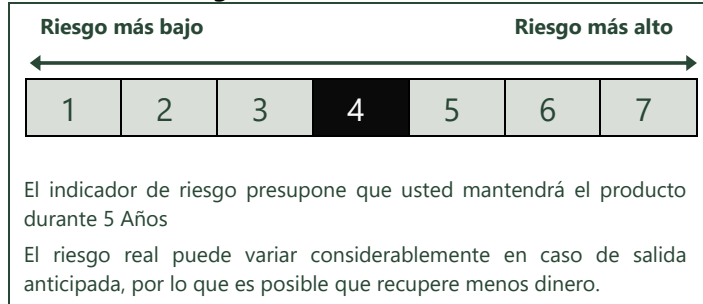 Riesgo más bajo Riesgo más alto
1 2 3 4 5 6 7
El indicador de riesgo presupone que usted mantendrá el producto
durante 5 Años
El riesgo real puede variar considerablemente en caso de salida
anticipada, por lo que es posible que recupere menos dinero.